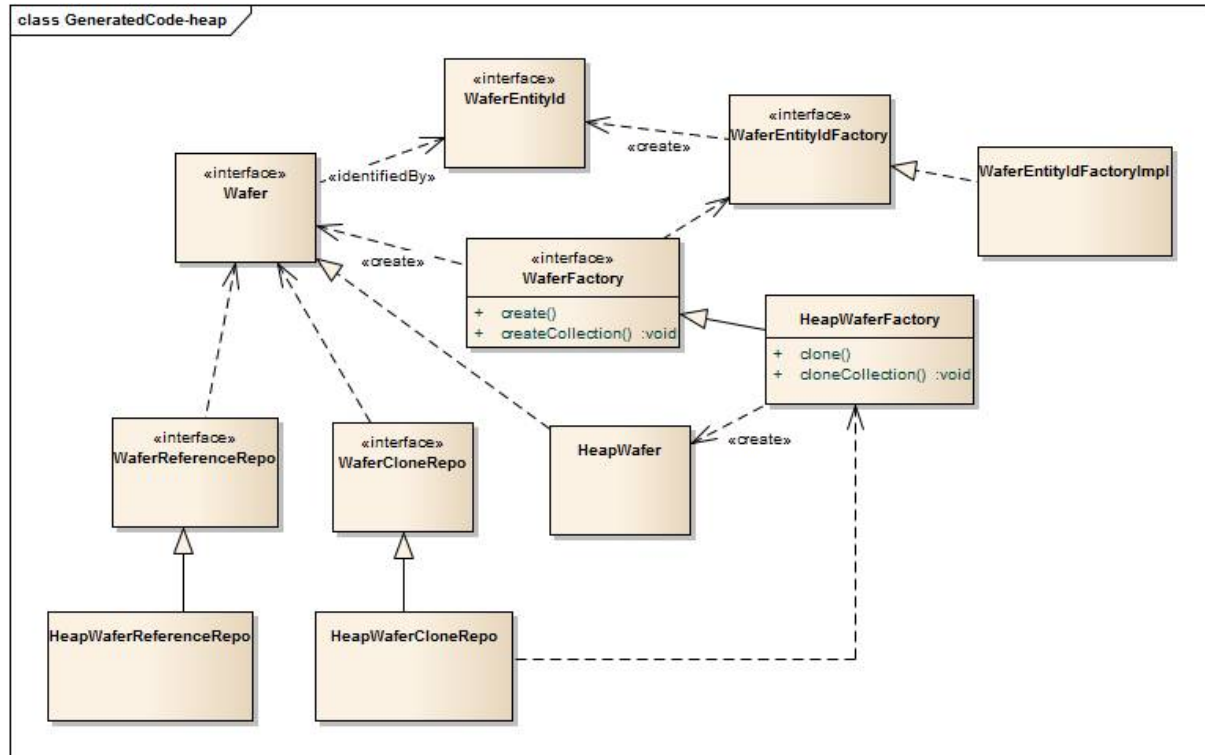 class GeneratedCode-heap
«interface»
WaferEntityId
«interface»
WaferEntityIdFactory
«create»
«interface»
Wafer
«identifiedBy»
WaferEntityIdFactoryImpl
«create»
«interface»
WaferFactory
+ create()
+ createCollection() :void
HeapWaferFactory
+ clone()
+ cloneCollection() :void
«interface»
WaferReferenceRepo
«interface»
WaferCloneRepo
HeapWafer
«create»
HeapWaferReferenceRepo
HeapWaferCloneRepo